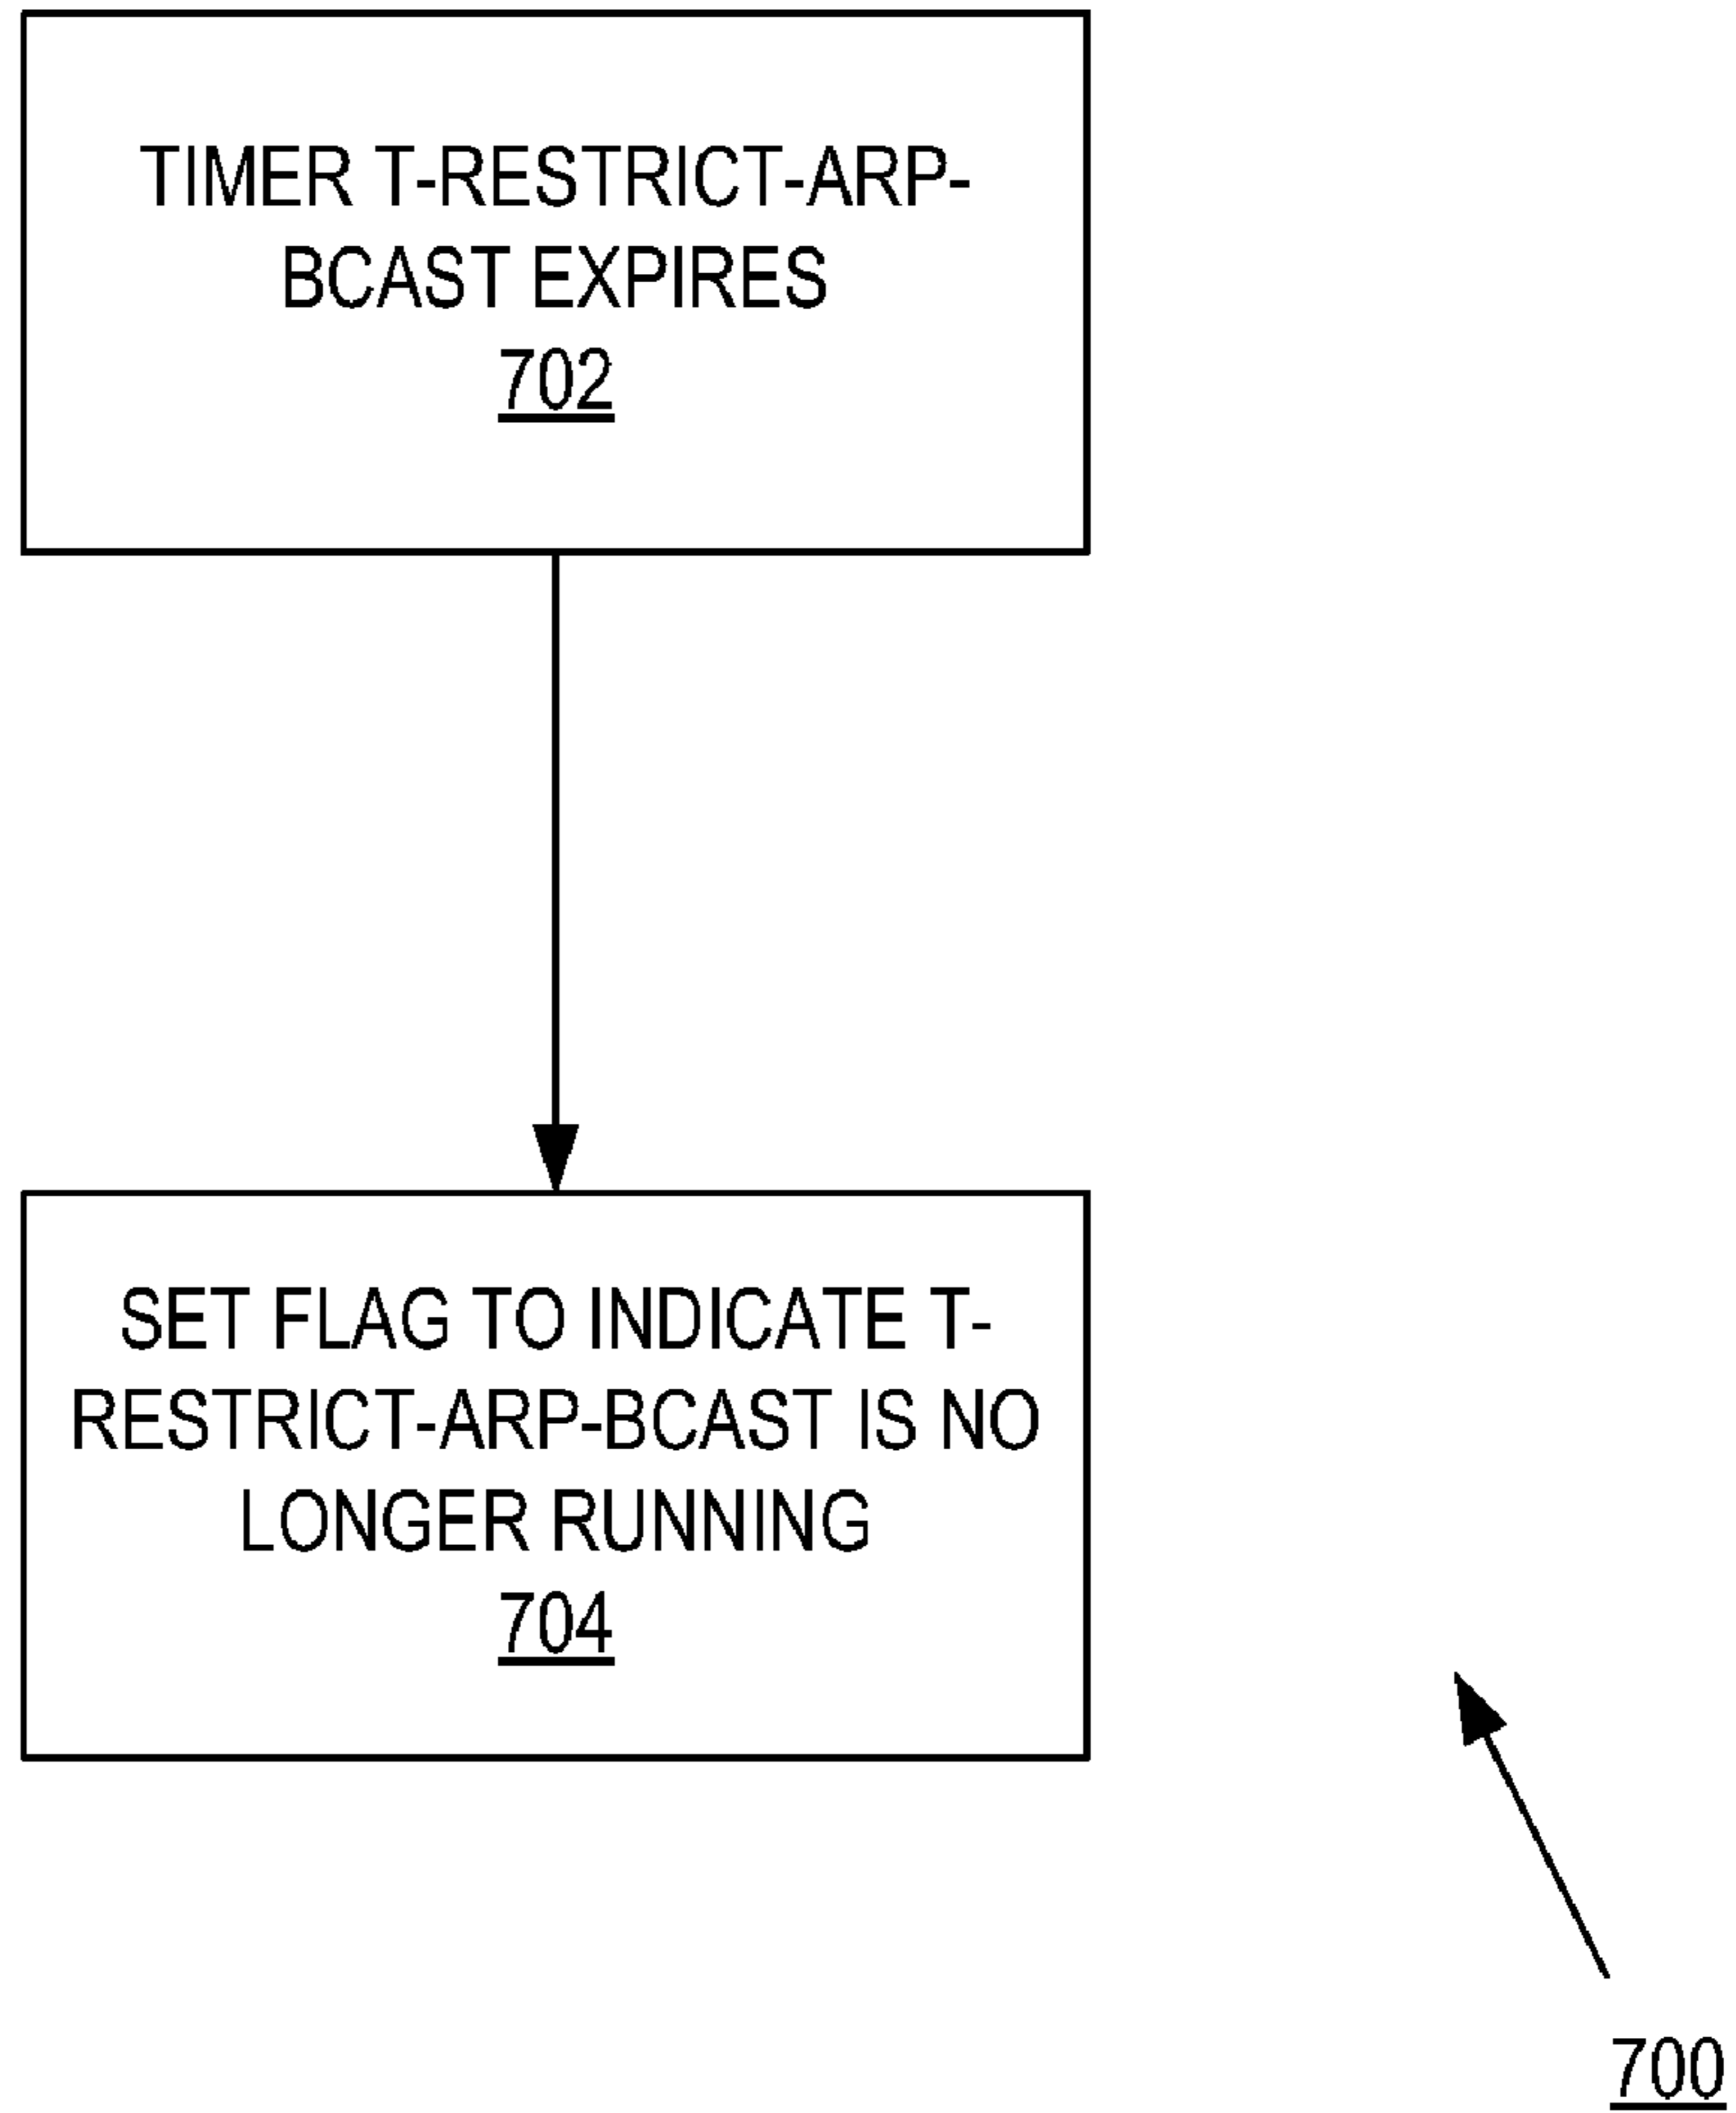 TIMER T-RESTRICT-ARP-
BCAST EXPIRES
702
SET FLAG TO INDICATE T-
RESTRICT-ARP-BCAST IS NO
LONGER RUNNING
704
700